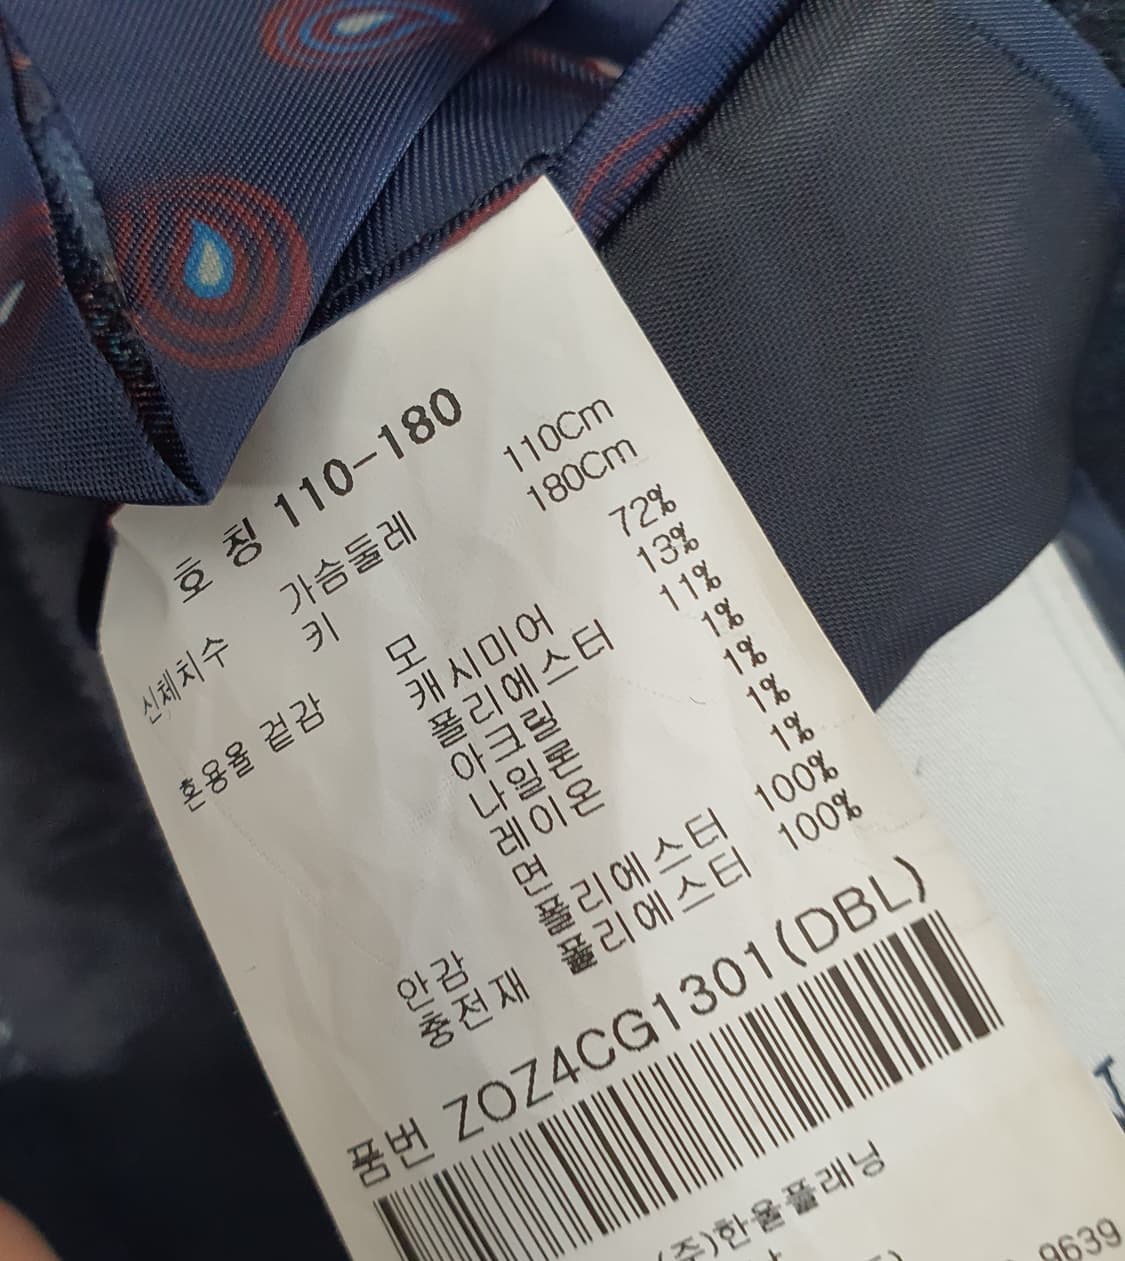 호 칭 110-180
신체치수 가슴둘레 110Cm
키 180Cm
혼용율 겉감 모 72%
캐시미어 13%
폴리에스터 11%
아크릴 1%
나일론 1%
레이온 1%
면 1%
안감 폴리에스터 100%
충전재 폴리에스터 100%
품번 ZOZ4CG1301(DBL)
(주)한율플래닝
9639